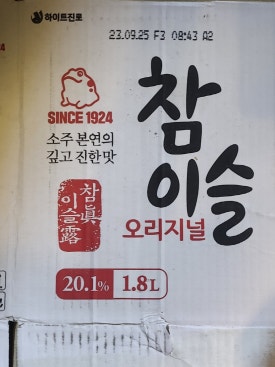 하이트진로
23.09.25 F3 08:43 A2
SINCE 1924
소주 본연의
깊고 진한 맛
참이슬
오리지널
참眞
이슬露
20.1% 1.8L